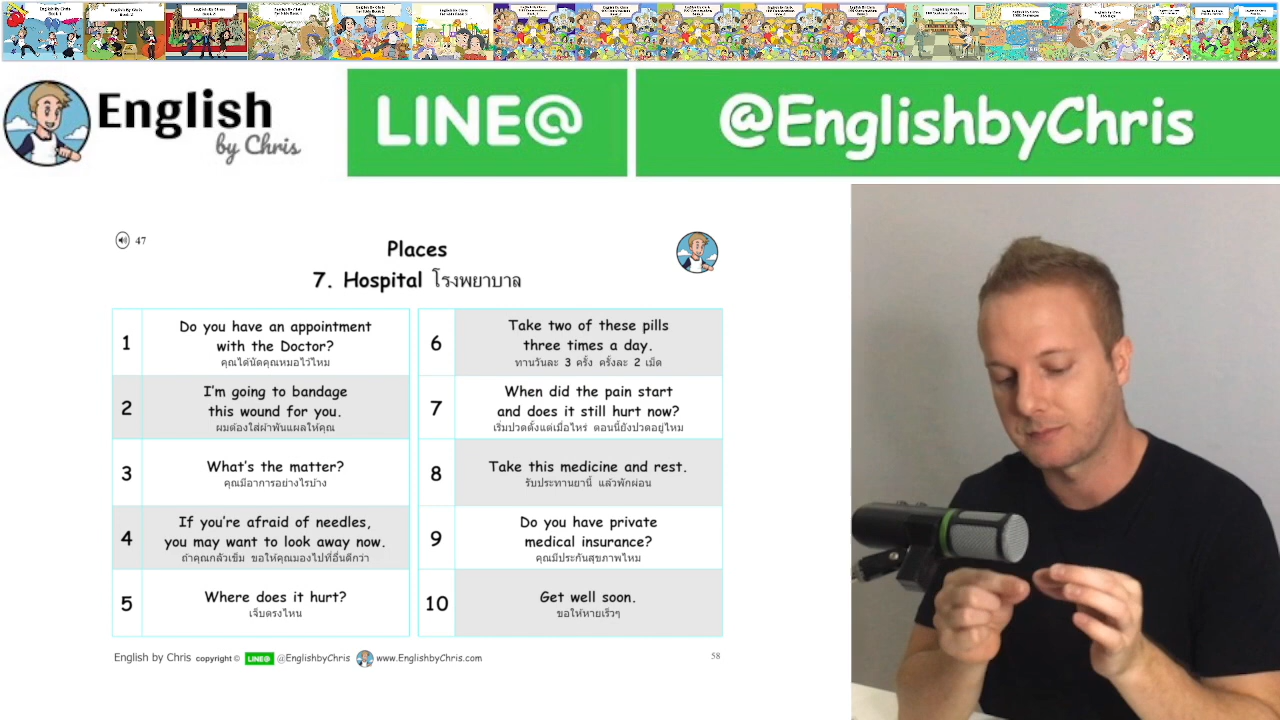 English
by Chris
LINE@
@EnglishbyChris
47
Places
7. Hospital โรงพยาบาล
1
Do you have an appointment
with the Doctor?
คุณได้นัดคุณหมอไว้ไหม
2
I'm going to bandage
this wound for you.
ผมต้องใส่ผ้าพันแผลให้คุณ
3
What's the matter?
คุณมีอาการอย่างไรบ้าง
4
If you're afraid of needles,
you may want to look away now.
ถ้าคุณกลัวเข็ม ขอให้คุณมองไปที่อื่นดีกว่า
5
Where does it hurt?
เจ็บตรงไหน
6
Take two of these pills
three times a day.
ทานวันละ 3 ครั้ง ครั้งละ 2 เม็ด
7
When did the pain start
and does it still hurt now?
เริ่มปวดตั้งแต่เมื่อไหร่ ตอนนี้ยังปวดอยู่ไหม
8
Take this medicine and rest.
รับประทานยานี้ แล้วพักผ่อน
9
Do you have private
medical insurance?
คุณมีประกันสุขภาพไหม
10
Get well soon.
ขอให้หายเร็วๆ
English by Chris copyright © LINE@ @EnglishbyChris www.EnglishbyChris.com
58